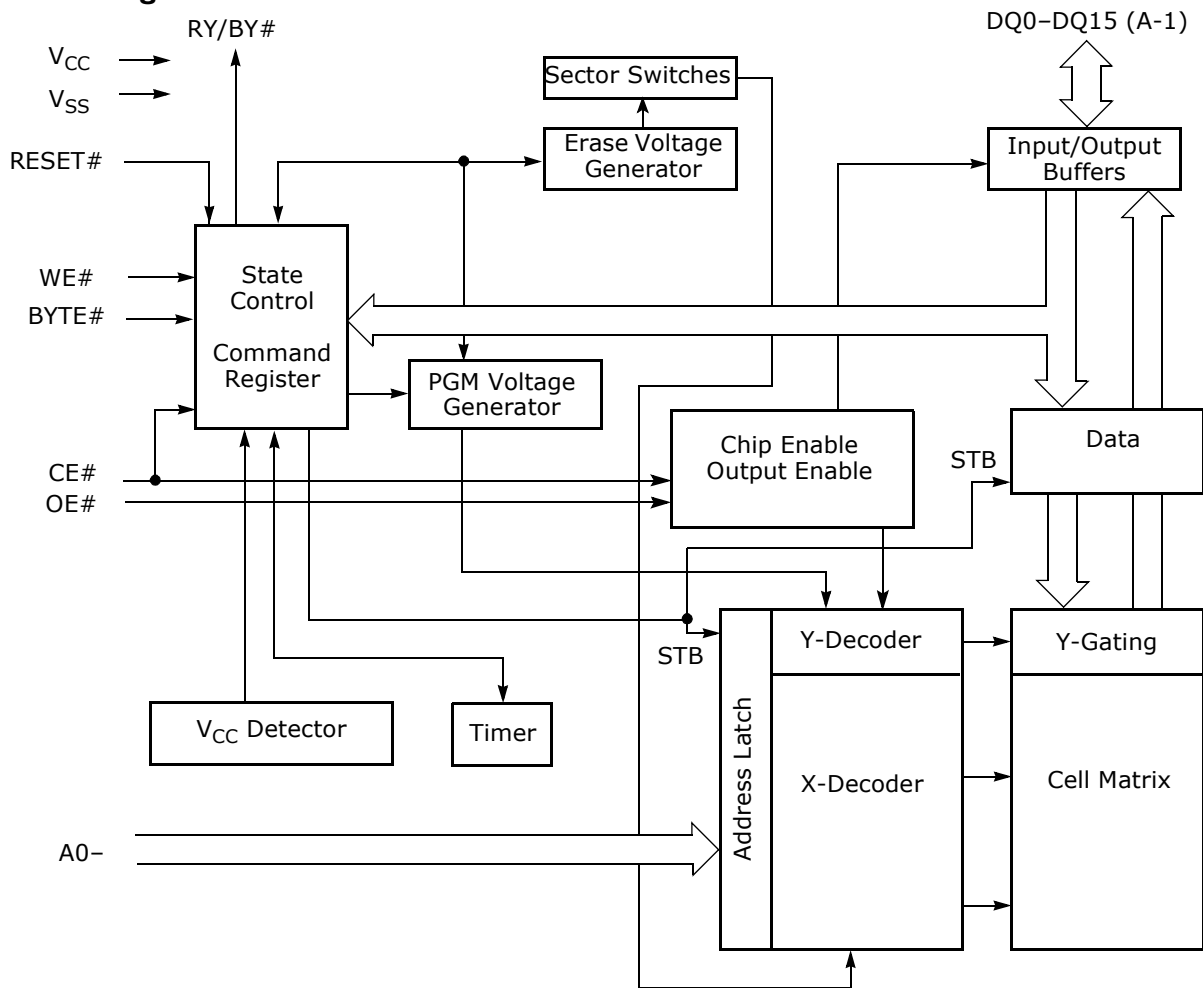 RY/BY#
DQ0–DQ15 (A-1)
VCC
VSS
Sector Switches
RESET#
Erase Voltage
Generator
Input/Output
Buffers
WE#
BYTE#
State
Control
Command
Register
PGM Voltage
Generator
Chip Enable
Output Enable
Data
STB
CE#
OE#
STB
Y-Decoder
Y-Gating
VCC Detector
Timer
Address Latch
X-Decoder
Cell Matrix
A0–